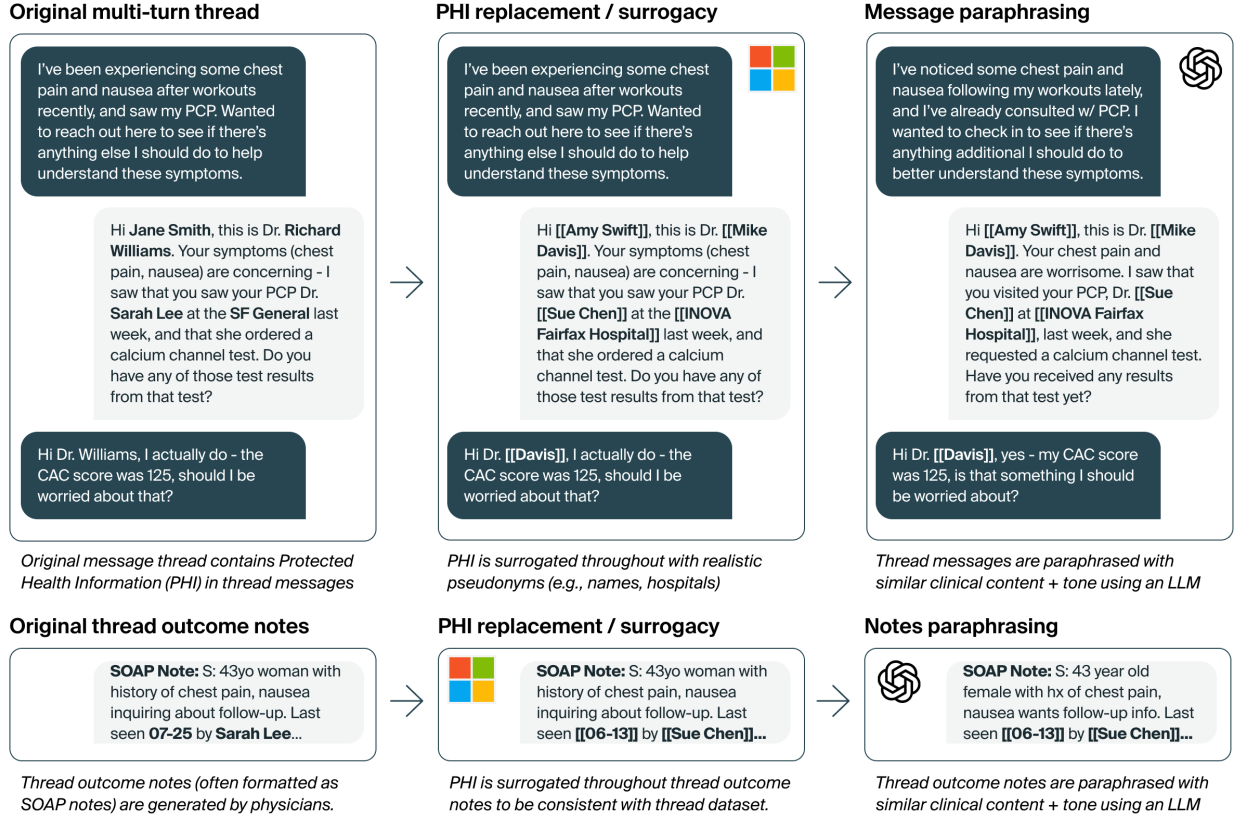 Original multi-turn thread
I've been experiencing some chest
pain and nausea after workouts
recently, and saw my PCP. Wanted
to reach out here to see if there's
anything else I should do to help
understand these symptoms.
Hi Jane Smith, this is Dr. Richard
Williams. Your symptoms (chest
pain, nausea) are concerning - I
saw that you saw your PCP Dr.
Sarah Lee at the SF General last
week, and that she ordered a
calcium channel test. Do you
have any of those test results
from that test?
Hi Dr. Williams, I actually do - the
CAC score was 125, should I be
worried about that?
Original message thread contains Protected
Health Information (PHI) in thread messages
PHI replacement / surrogacy
I've been experiencing some chest
pain and nausea after workouts
recently, and saw my PCP. Wanted
to reach out here to see if there's
anything else I should do to help
understand these symptoms.
Hi [[Amy Swift]], this is Dr. [[Mike
Davis]]. Your symptoms (chest
pain, nausea) are concerning - I
saw that you saw your PCP Dr.
[[Sue Chen]] at the [[INOVA
Fairfax Hospital]] last week, and
that she ordered a calcium
channel test. Do you have any of
those test results from that test?
Hi Dr. [[Davis]], I actually do - the
CAC score was 125, should I be
worried about that?
PHI is surrogated throughout with realistic
pseudonyms (e.g., names, hospitals)
Message paraphrasing
I've noticed some chest pain and
nausea following my workouts lately,
and I've already consulted w/ PCP. I
wanted to check in to see if there's
anything additional I should do to
better understand these symptoms.
Hi [[Amy Swift]], this is Dr. [[Mike
Davis]]. Your chest pain and
nausea are worrisome. I saw that
you visited your PCP, Dr. [[Sue
Chen]] at [[INOVA Fairfax
Hospital]], last week, and she
requested a calcium channel test.
Have you received any results
from that test yet?
Hi Dr. [[Davis]], yes - my CAC score
was 125, is that something I should
be worried about?
Thread messages are paraphrased with
similar clinical content + tone using an LLM
Original thread outcome notes
SOAP Note: S: 43yo woman with
history of chest pain, nausea
inquiring about follow-up. Last
seen 07-25 by Sarah Lee...
Thread outcome notes (often formatted as
SOAP notes) are generated by physicians.
PHI replacement / surrogacy
SOAP Note: S: 43yo woman with
history of chest pain, nausea
inquiring about follow-up. Last
seen [[06-13]] by [[Sue Chen]]...
PHI is surrogated throughout thread outcome
notes to be consistent with thread dataset.
Notes paraphrasing
SOAP Note: S: 43 year old
female with hx of chest pain,
nausea wants follow-up info. Last
seen [[06-13]] by [[Sue Chen]]...
Thread outcome notes are paraphrased with
similar clinical content + tone using an LLM